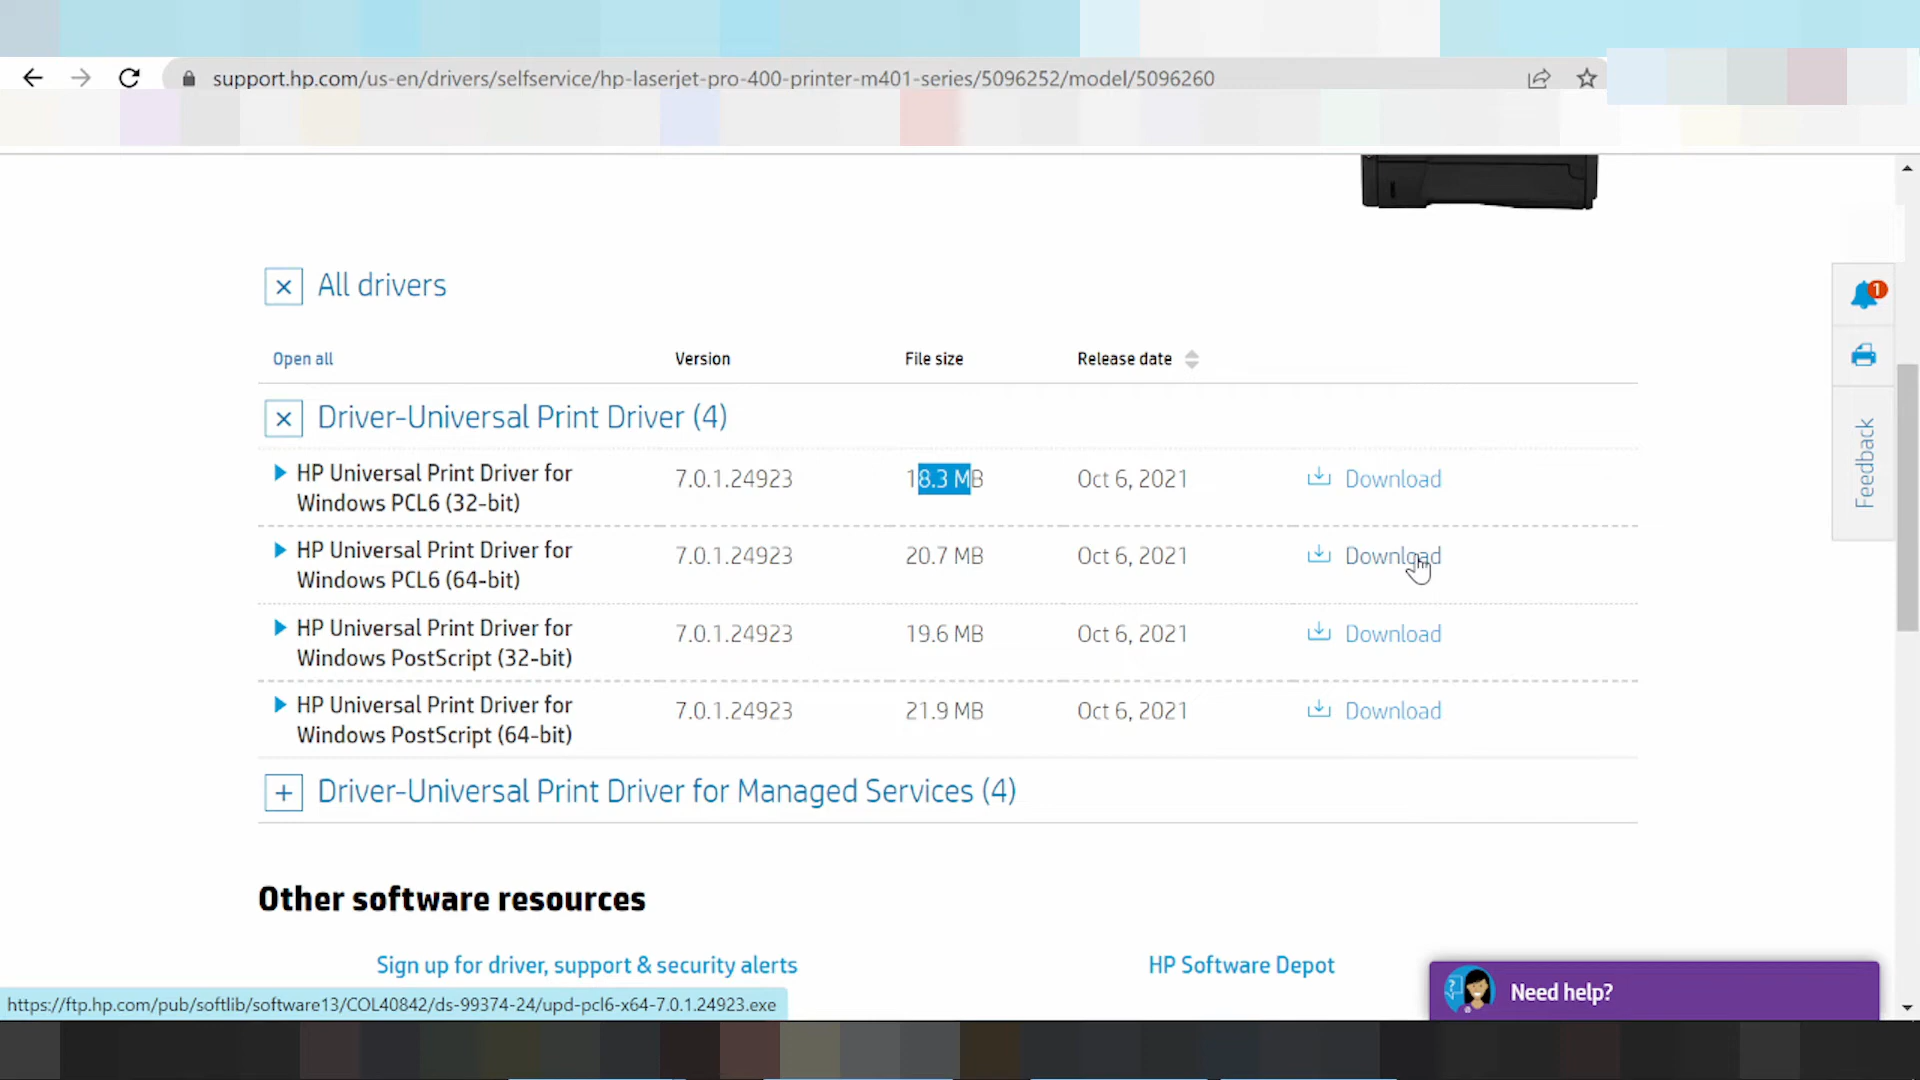 support.hp.com/us-en/drivers/selfservice/hp-laserjet-pro-400-printer-m401-series/5096252/model/5096260
All drivers
Open all Version File size Release date
Driver-Universal Print Driver (4)
HP Universal Print Driver for
Windows PCL6 (32-bit) 7.0.1.24923 18.3 MB Oct 6, 2021 Download
HP Universal Print Driver for
Windows PCL6 (64-bit) 7.0.1.24923 20.7 MB Oct 6, 2021 Download
HP Universal Print Driver for
Windows PostScript (32-bit) 7.0.1.24923 19.6 MB Oct 6, 2021 Download
HP Universal Print Driver for
Windows PostScript (64-bit) 7.0.1.24923 21.9 MB Oct 6, 2021 Download
Driver-Universal Print Driver for Managed Services (4)
1
Feedback
Other software resources
Sign up for driver, support & security alerts HP Software Depot
Need help?
https://ftp.hp.com/pub/softlib/software13/COL40842/ds-99374-24/upd-pcl6-x64-7.0.1.24923.exe